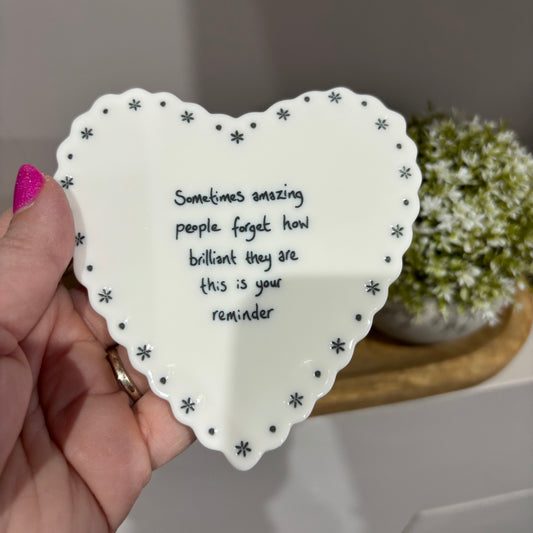 Sometimes amazing
people forget how
brilliant they are
this is your
reminder